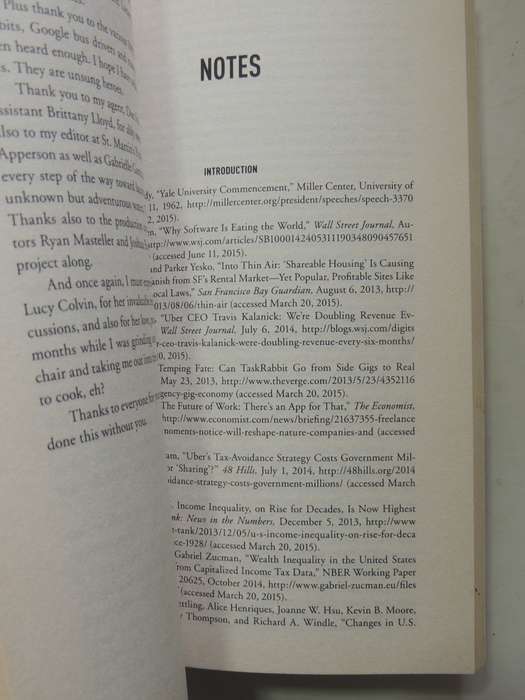 Plus thank you to the various
bits, Google bus drivers and
en heard enough. I hope I have
s. They are unsung heroes.
Thank you to my agent,
ssistant Brittany Lloyd, for
also to my editor at St. Martin's
Apperson as well as Gabrielle
every step of the way toward
unknown but adventurous
Thanks also to the production
tors Ryan Masteller and
project along.
And once again, I must
Lucy Colvin, for her invaluable
cussions, and also for her love,
months while I was grinding
chair and taking me out into
to cook, eh?
Thanks to everyone for
done this without you.
NOTES
INTRODUCTION
dy, “Yale University Commencement,” Miller Center, University of
11, 1962, http://millercenter.org/president/speeches/speech-3370
2, 2015).
en, “Why Software Is Eating the World,” Wall Street Journal, Au-
http://www.wsj.com/articles/SB1000142405311190348090457651
(accessed June 11, 2015).
and Parker Yesko, “Into Thin Air: ‘Shareable Housing’ Is Causing
anish from SF’s Rental Market—Yet Popular, Profitable Sites Like
ocal Laws,” San Francisco Bay Guardian, August 6, 2013, http://
013/08/06/thin-air (accessed March 20, 2015).
“Uber CEO Travis Kalanick: We’re Doubling Revenue Ev-
Wall Street Journal, July 6, 2014, http://blogs.wsj.com/digits
r-ceo-travis-kalanick-were-doubling-revenue-every-six-months/
0, 2015).
Temping Fate: Can TaskRabbit Go from Side Gigs to Real
May 23, 2013, http://www.theverge.com/2013/5/23/4352116
gency-gig-economy (accessed March 20, 2015).
The Future of Work: There’s an App for That,” The Economist,
http://www.economist.com/news/briefing/21637355-freelance
moments-notice-will-reshape-nature-companies-and (accessed
am, “Uber’s Tax-Avoidance Strategy Costs Government Mil-
or ‘Sharing’?” 48 Hills, July 1, 2014, http://48hills.org/2014
oidance-strategy-costs-government-millions/ (accessed March
Income Inequality, on Rise for Decades, Is Now Highest
nk: News in the Numbers, December 5, 2013, http://www
t-tank/2013/12/05/u-s-income-inequality-on-rise-for-deca
ce-1928/ (accessed March 20, 2015).
Gabriel Zucman, “Wealth Inequality in the United States
rom Capitalized Income Tax Data,” NBER Working Paper
20625, October 2014, http://www.gabriel-zucman.eu/files
(accessed March 20, 2015).
ttling, Alice Henriques, Joanne W. Hsu, Kevin B. Moore,
Thompson, and Richard A. Windle, “Changes in U.S.